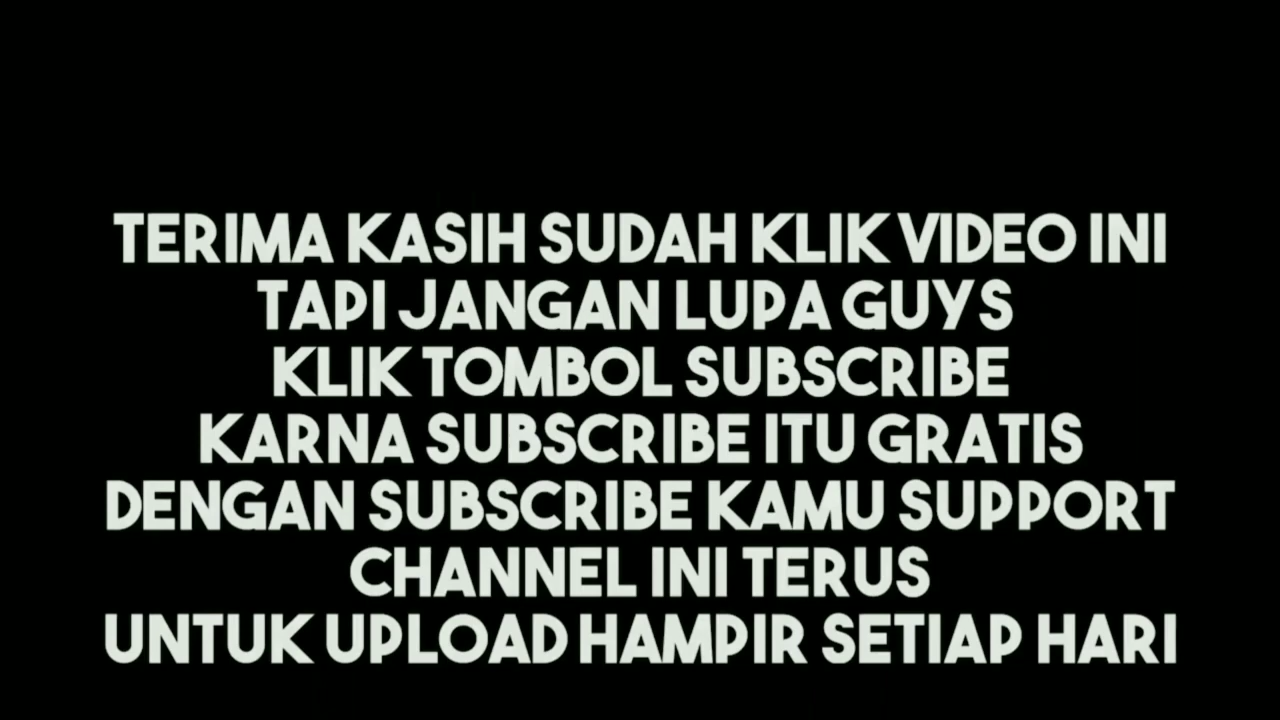 TERIMA KASIH SUDAH KLIK VIDEO INI
TAPI JANGAN LUPA GUYS
KLIK TOMBOL SUBSCRIBE
KARNA SUBSCRIBE ITU GRATIS
DENGAN SUBSCRIBE KAMU SUPPORT
CHANNEL INI TERUS
UNTUK UPLOAD HAMPIR SETIAP HARI